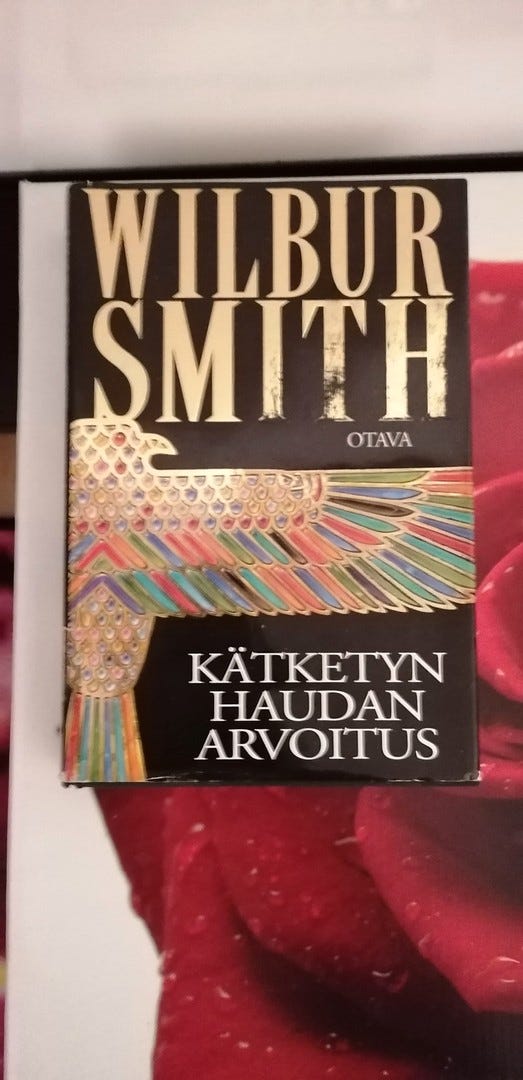 WILBUR
SMITH
OTAVA
KÄTKETYN
HAUDAN
ARVOITUS